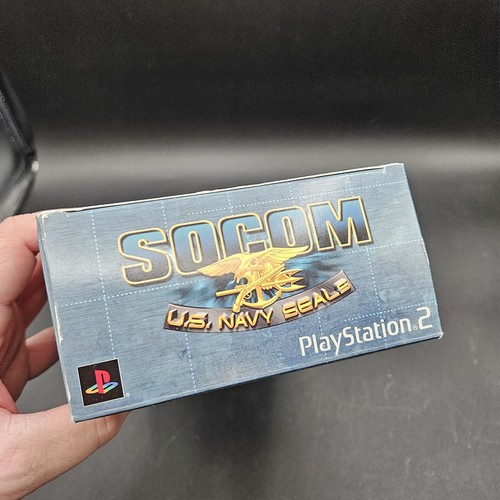 SOCOM
U.S. NAVY SEALS
PlayStation®2